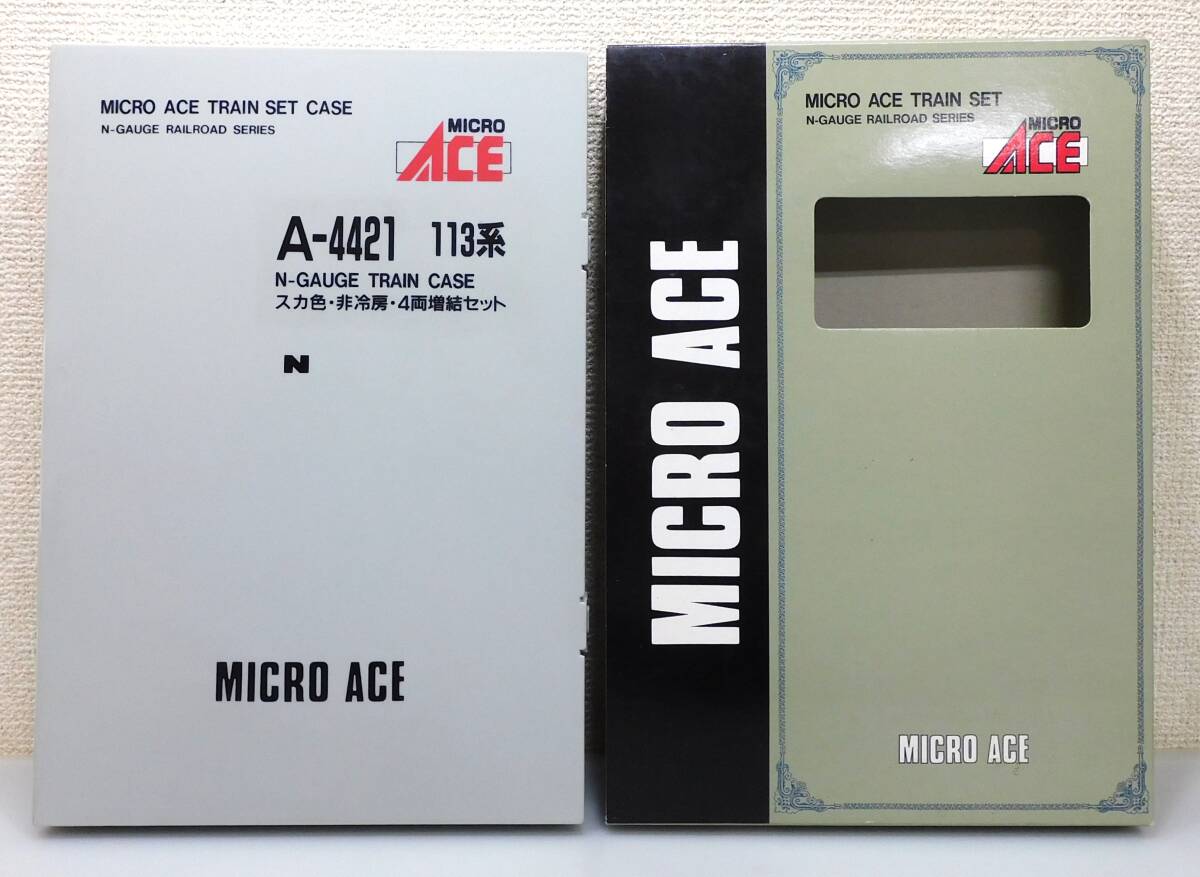 MICRO ACE TRAIN SET CASE
N-GAUGE RAILROAD SERIES
MICRO
ACE
A-4421 113系
N-GAUGE TRAIN CASE
スカ色・非冷房・4両増結セット
N
MICRO ACE
MICRO ACE
MICRO ACE TRAIN SET
N-GAUGE RAILROAD SERIES
MICRO
ACE
MICRO ACE